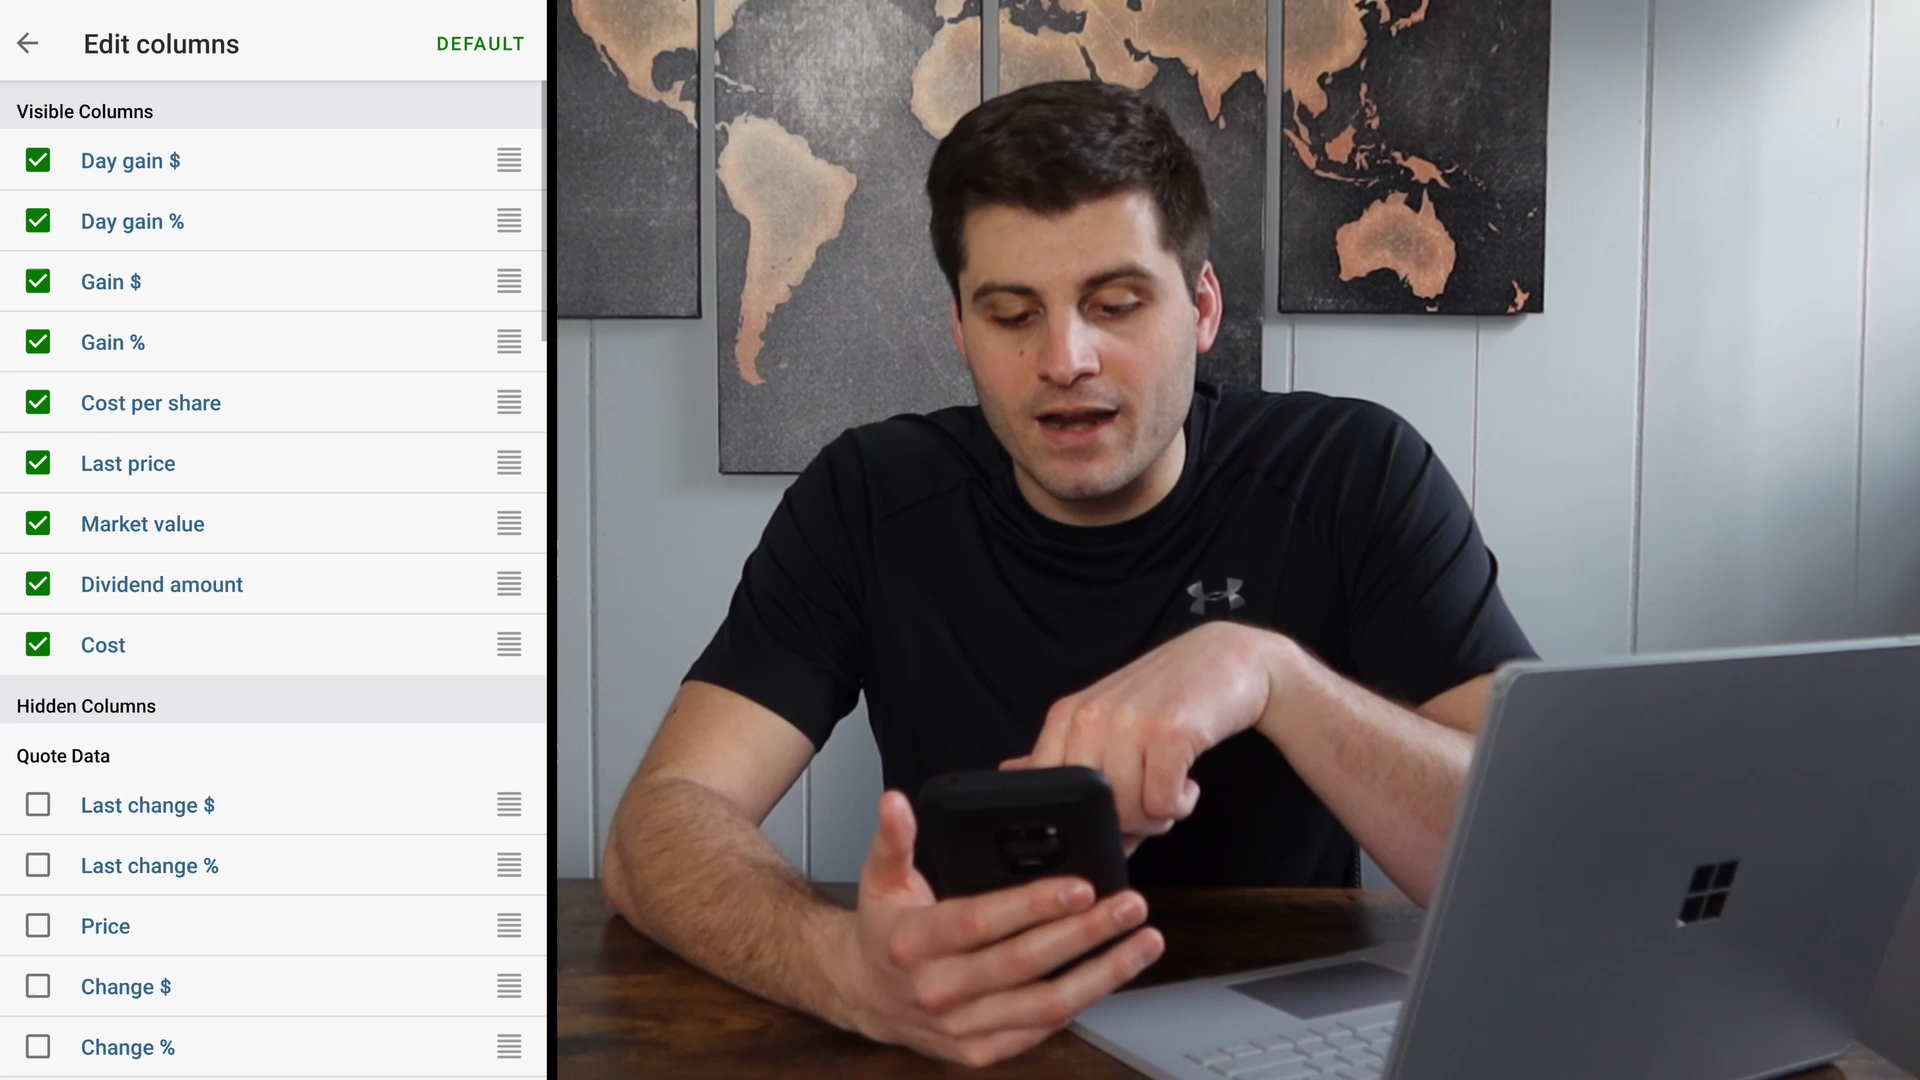 Edit columns
DEFAULT
Visible Columns
Day gain $
Day gain %
Gain $
Gain %
Cost per share
Last price
Market value
Dividend amount
Cost
Hidden Columns
Quote Data
Last change $
Last change %
Price
Change $
Change %